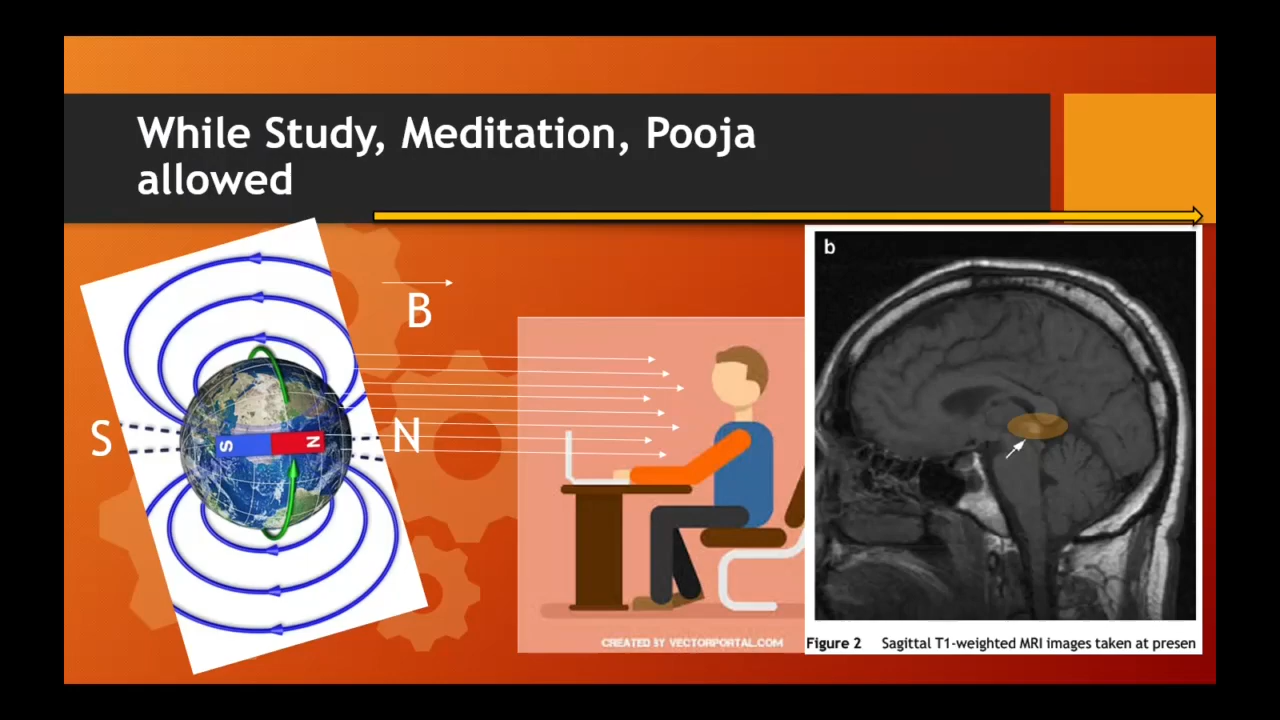 While Study, Meditation, Pooja
allowed
B
S
N
S
N
CREATED BY VECTORPORTAL.COM
b
Figure 2 Sagittal T1-weighted MRI images taken at presen